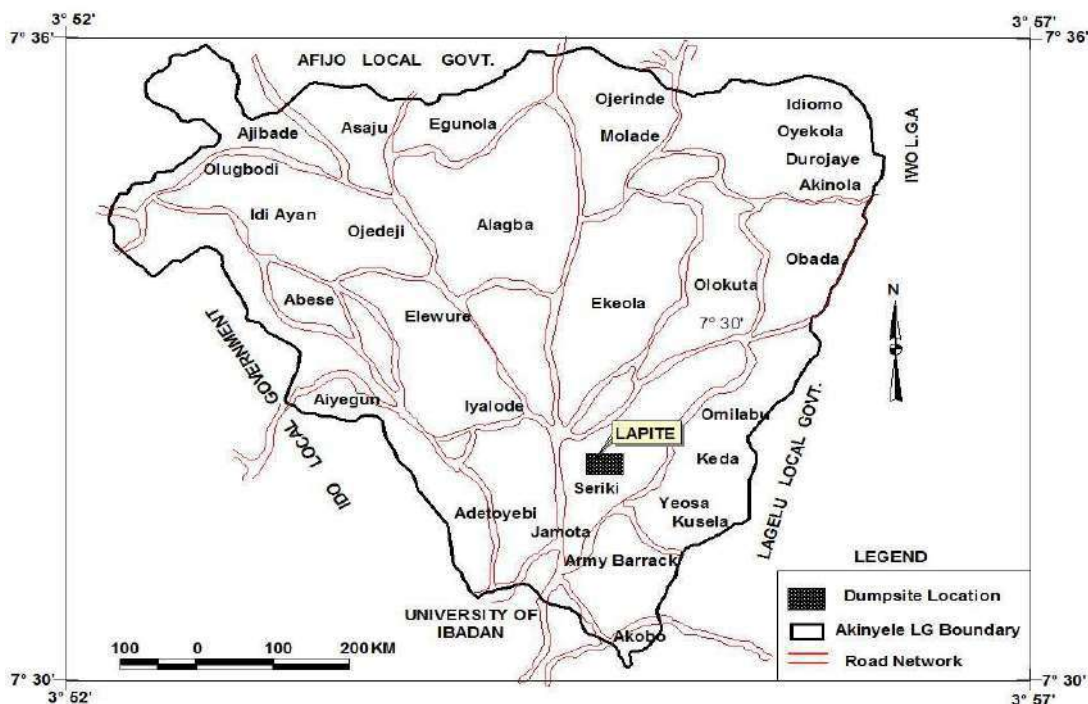 3° 52'
3° 57'
7° 36'
7° 36'
AFIJO LOCAL GOVT.
Ojerinde
Idiomo
Ajibade
Asaju
Egunola
Molade
Oyekola
IWO L.G.A
Olugbodi
Durojaye
Akinola
Idi Ayan
Ojedeji
Alagba
Obada
Abese
Elewure
Ekeola
Olokuta
N
7° 30'
IDO LOCAL GOVERNMENT
Aiyegun
Iyalode
Omilabu
LAPITE
Keda
Seriki
LAGELU LOCAL GOVT.
Adetoyebi
Yeosa
Kusela
Jamota
Army Barrack
UNIVERSITY OF
IBADAN
Akobo
LEGEND
Dumpsite Location
Akinyele LG Boundary
Road Network
100 0 100 200 KM
7° 30'
7° 30'
3° 52'
3° 57'